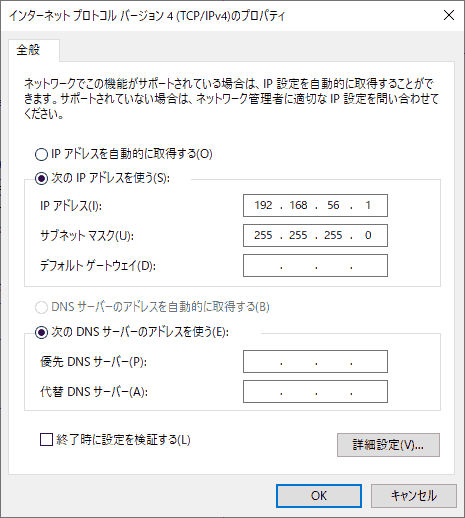 インターネット プロトコル バージョン 4 (TCP/IPv4)のプロパティ
全般
ネットワークでこの機能がサポートされている場合は、IP 設定を自動的に取得することがで
きます。サポートされていない場合は、ネットワーク管理者に適切な IP 設定を問い合わせて
ください。
IP アドレスを自動的に取得する(O)
次の IP アドレスを使う(S):
IP アドレス(I): 192 . 168 . 56 . 1
サブネット マスク(U): 255 . 255 . 255 . 0
デフォルト ゲートウェイ(D): . . .
DNS サーバーのアドレスを自動的に取得する(B)
次の DNS サーバーのアドレスを使う(E):
優先 DNS サーバー(P): . . .
代替 DNS サーバー(A): . . .
終了時に設定を検証する(L)
詳細設定(V)...
OK キャンセル